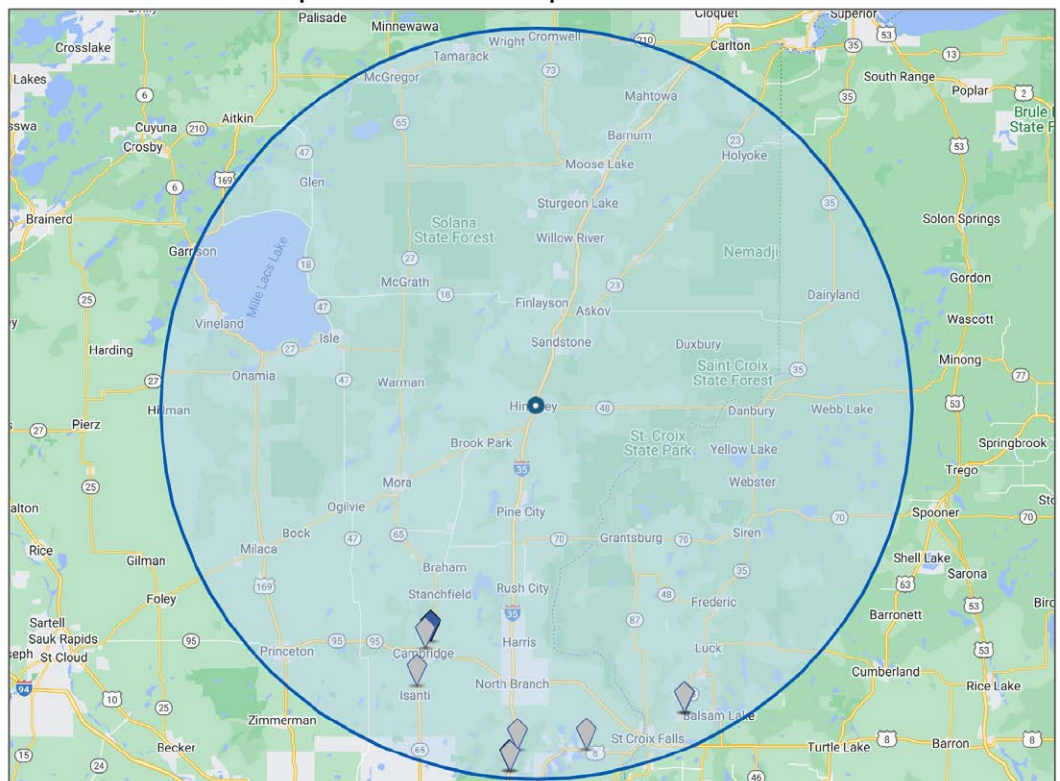 Palisade
Minnewawa
Cloquet
Superior
Crosslake
Wright
Cromwell
Carlton
Tamarack
Lakes
McGregor
South Range
Poplar
Mahtowa
Brule
State F
Aitkin
Cuyuna
Crosby
Barnum
Holyoke
Moose Lake
Glen
Sturgeon Lake
Brainerd
Solana
State Forest
Willow River
Solon Springs
Garrison
Nemadji
Mille Lacs Lake
McGrath
Gordon
Finlayson
Dairyland
Askov
Wascott
Vineland
Isle
Sandstone
Duxbury
Harding
Minong
Saint Croix
State Forest
Onamia
Warman
Hillman
Danbury
Webb Lake
Pierz
Brook Park
St. Croix
State Park
Springbrook
Yellow Lake
Trego
Mora
Webster
Ogilvie
Pine City
Spooner
Bock
Siren
Grantsburg
Rice
Milaca
Gilman
Shell Lake
Braham
Sarona
Foley
Stanchfield
Rush City
Frederic
Barronett
Sartell
Sauk Rapids
St Cloud
Harris
Princeton
Cambridge
Luck
Cumberland
Isanti
North Branch
Rice Lake
Zimmerman
Balsam Lake
Becker
St Croix Falls
Turtle Lake
Barron